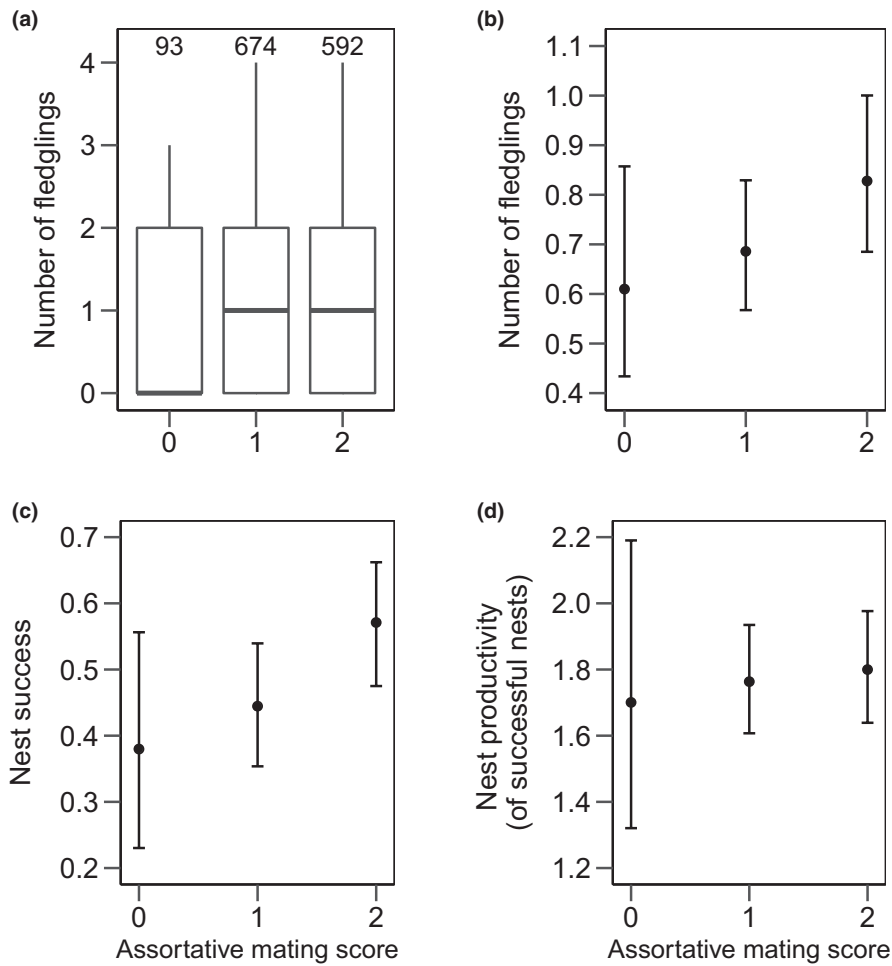 (a)
93 674 592
Number of fledglings
4
3
2
1
0
0 1 2
(b)
Number of fledglings
1.1
1.0
0.9
0.8
0.7
0.6
0.5
0.4
0 1 2
(c)
Nest success
0.7
0.6
0.5
0.4
0.3
0.2
0 1 2
Assortative mating score
(d)
Nest productivity
(of successful nests)
2.2
2.0
1.8
1.6
1.4
1.2
0 1 2
Assortative mating score